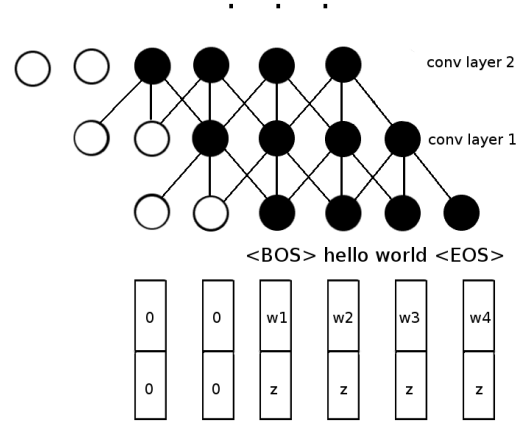 . . .
conv layer 2
conv layer 1
<BOS> hello world <EOS>
0 0 w1 w2 w3 w4
0 0 z z z z